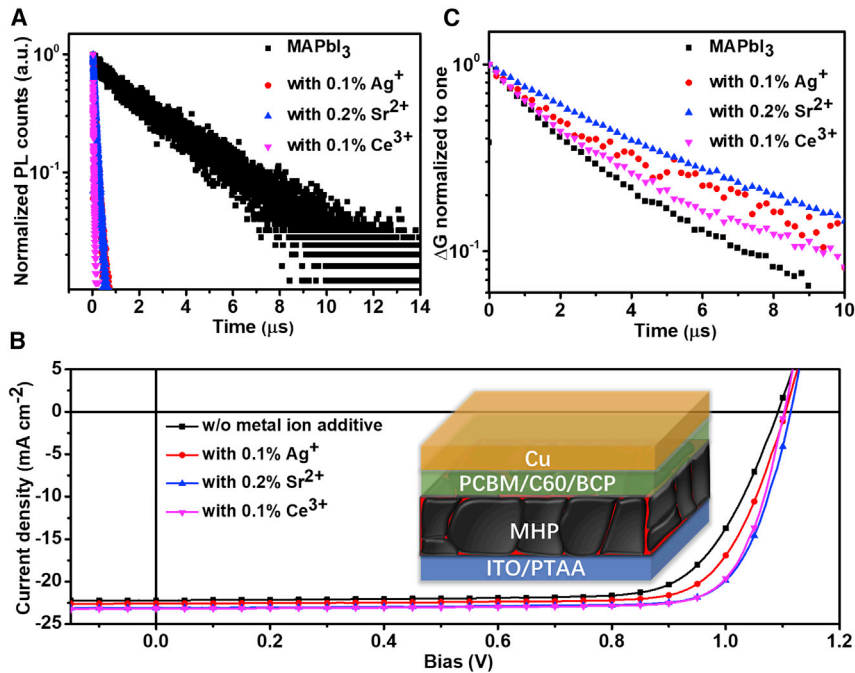 A
Normalized PL counts (a.u.)
10⁰
10⁻¹
MAPbI₃
with 0.1% Ag⁺
with 0.2% Sr²⁺
with 0.1% Ce³⁺
0 2 4 6 8 10 12 14
Time (μs)
C
ΔG normalized to one
10⁰
10⁻¹
MAPbI₃
with 0.1% Ag⁺
with 0.2% Sr²⁺
with 0.1% Ce³⁺
0 2 4 6 8 10
Time (μs)
B
Current density (mA cm⁻²)
5
0
-5
-10
-15
-20
-25
w/o metal ion additive
with 0.1% Ag⁺
with 0.2% Sr²⁺
with 0.1% Ce³⁺
Cu
PCBM/C60/BCP
MHP
ITO/PTAA
0.0 0.2 0.4 0.6 0.8 1.0 1.2
Bias (V)